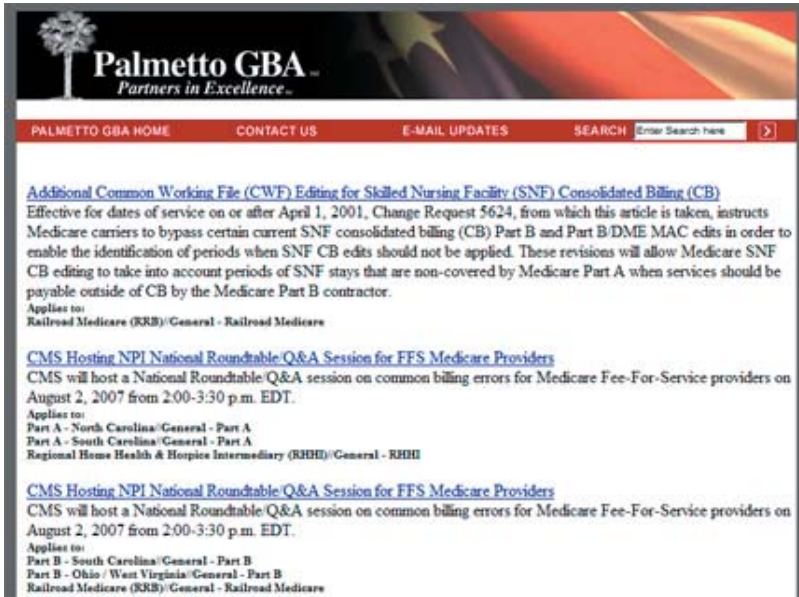 Palmetto GBA
Partners in Excellence
PALMETTO GBA HOME CONTACT US E-MAIL UPDATES SEARCH Enter Search here
Additional Common Working File (CWF) Editing for Skilled Nursing Facility (SNF) Consolidated Billing (CB)
Effective for dates of service on or after April 1, 2001, Change Request 5624, from which this article is taken, instructs
Medicare carriers to bypass certain current SNF consolidated billing (CB) Part B and Part B/DME MAC edits in order to
enable the identification of periods when SNF CB edits should not be applied. These revisions will allow Medicare SNF
CB editing to take into account periods of SNF stays that are non-covered by Medicare Part A when services should be
payable outside of CB by the Medicare Part B contractor.
Applies to:
Railroad Medicare (RRB)//General - Railroad Medicare
CMS Hosting NPI National Roundtable/Q&A Session for FFS Medicare Providers
CMS will host a National Roundtable/Q&A session on common billing errors for Medicare Fee-For-Service providers on
August 2, 2007 from 2:00-3:30 p.m. EDT.
Applies to:
Part A - North Carolina//General - Part A
Part A - South Carolina//General - Part A
Regional Home Health & Hospice Intermediary (RHHI)//General - RHHI
CMS Hosting NPI National Roundtable/Q&A Session for FFS Medicare Providers
CMS will host a National Roundtable/Q&A session on common billing errors for Medicare Fee-For-Service providers on
August 2, 2007 from 2:00-3:30 p.m. EDT.
Applies to:
Part B - South Carolina//General - Part B
Part B - Ohio / West Virginia//General - Part B
Railroad Medicare (RRB)//General - Railroad Medicare